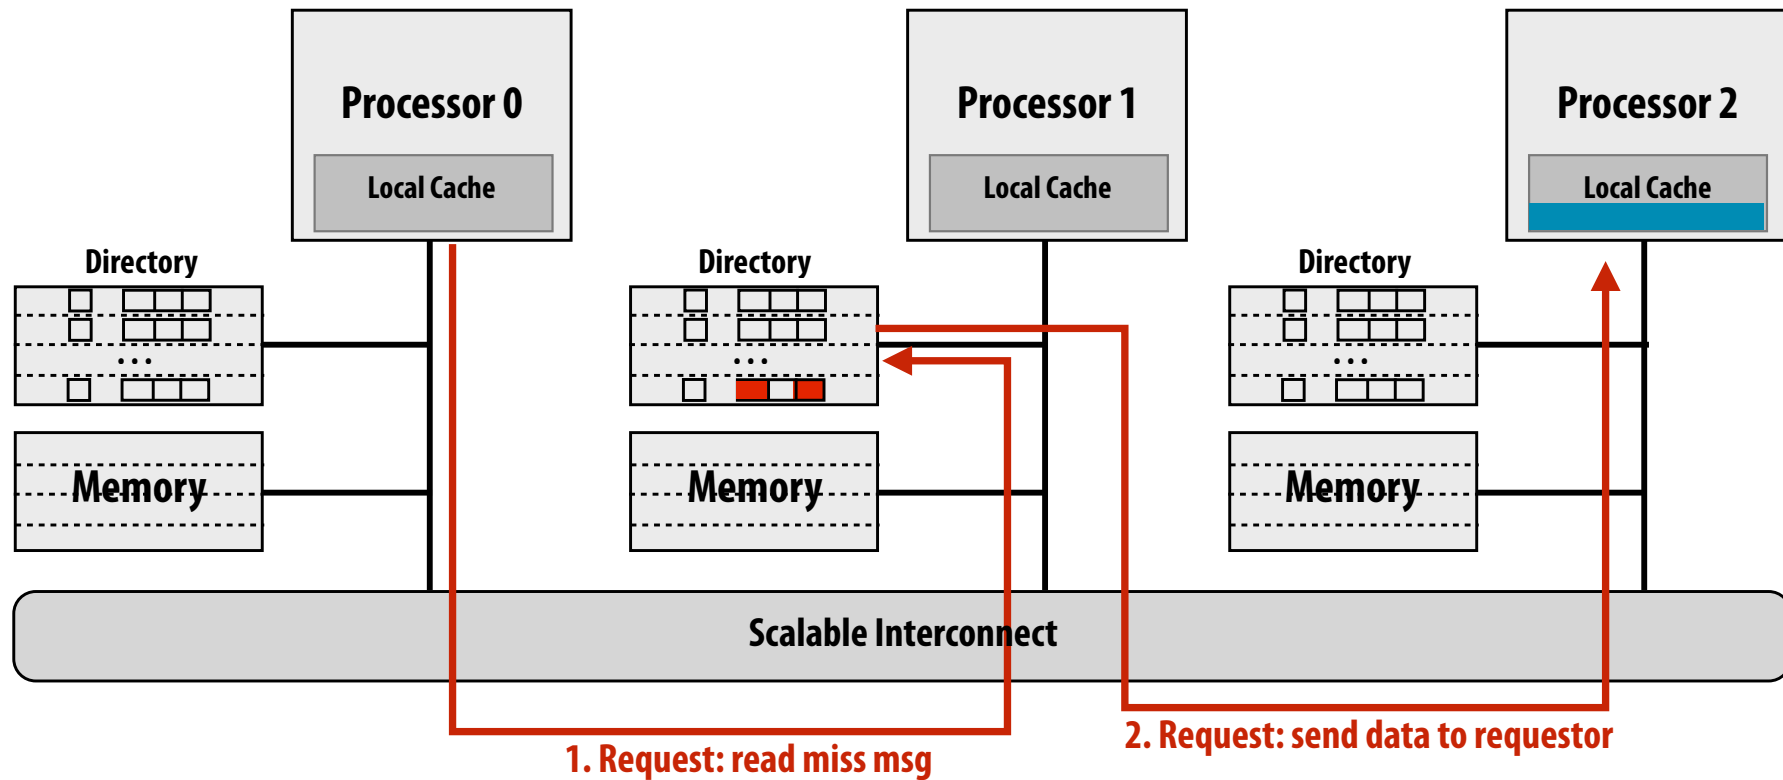 Processor 0
Processor 1
Processor 2
Local Cache
Local Cache
Local Cache
Directory
Directory
Directory
...
...
...
Memory
Memory
Memory
Scalable Interconnect
1. Request: read miss msg
2. Request: send data to requestor